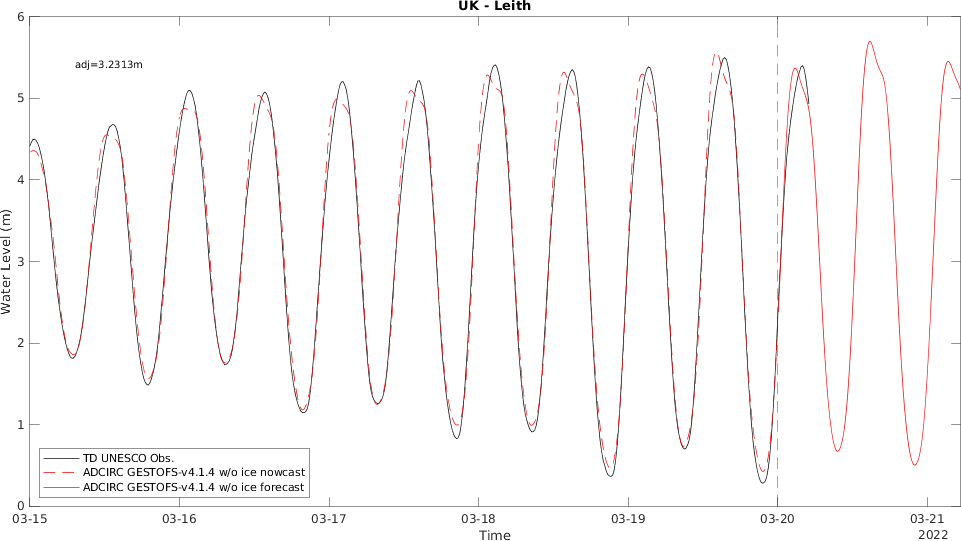 UK - Leith
adj=3.2313m
Water Level (m)
6
5
4
3
2
1
0
TD UNESCO Obs.
ADCIRC GESTOFS-v4.1.4 w/o ice nowcast
ADCIRC GESTOFS-v4.1.4 w/o ice forecast
03-15 03-16 03-17 03-18 03-19 03-20 03-21
Time
2022